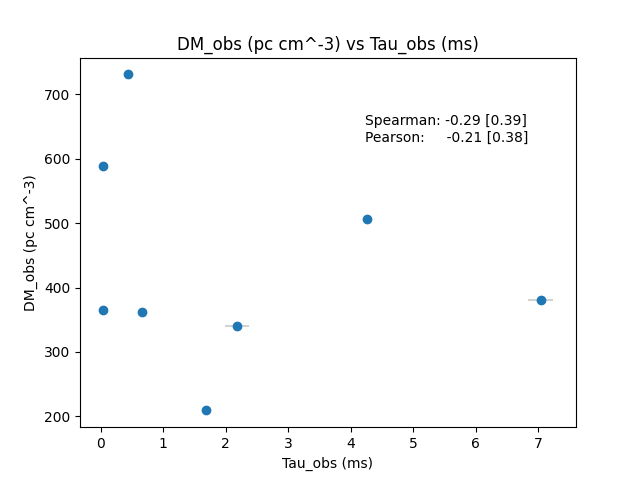 DM_obs (pc cm^-3) vs Tau_obs (ms)
700
600
500
400
300
200
DM_obs (pc cm^-3)
Spearman: -0.29 [0.39]
Pearson: -0.21 [0.38]
0 1 2 3 4 5 6 7
Tau_obs (ms)